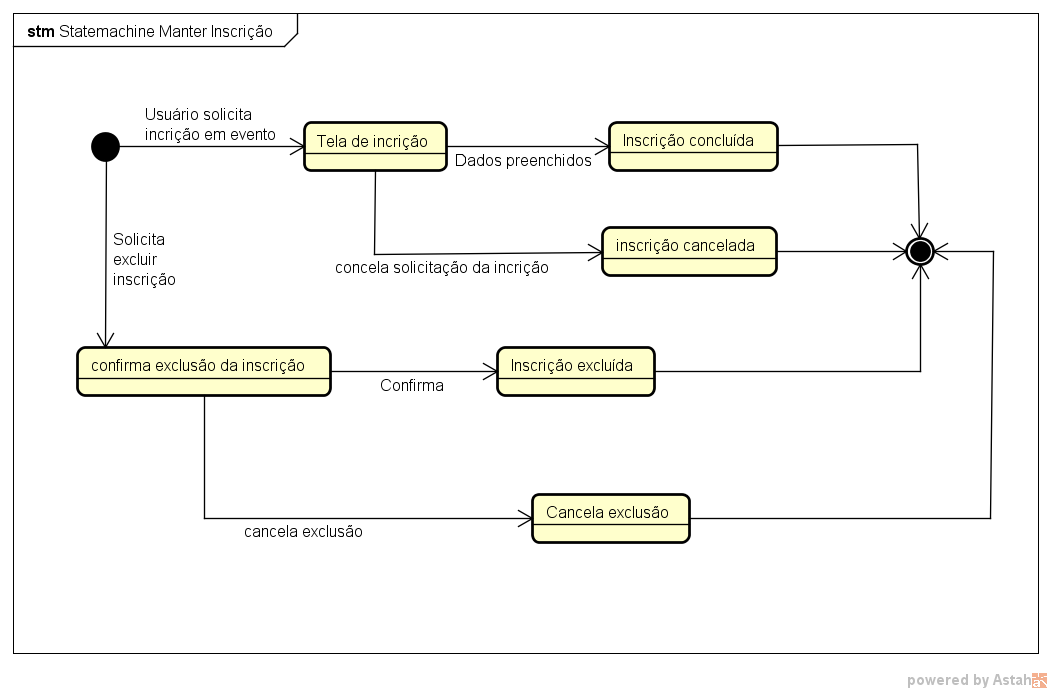 stm Statemachine Manter Inscrição
Usuário solicita
incrição em evento
Tela de incrição
Dados preenchidos
Inscrição concluída
Solicita
excluir
inscrição
inscrição cancelada
concela solicitação da incrição
confirma exclusão da inscrição
Confirma
Inscrição excluída
Cancela exclusão
cancela exclusão
powered by Astah